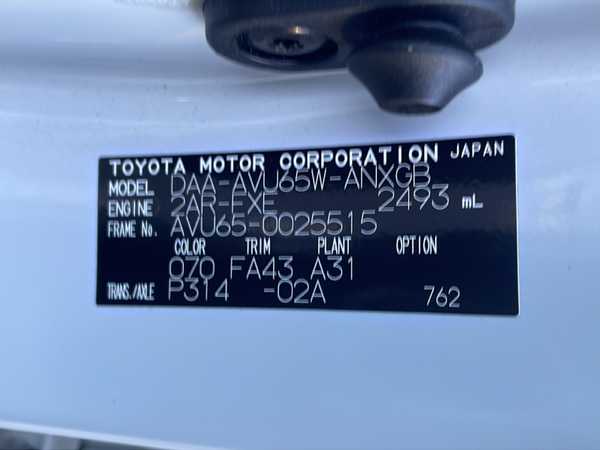 TOYOTA MOTOR CORPORATION JAPAN
MODEL DAA-AVU65W-ANXGB
ENGINE 2AR-FXE 2493 mL
FRAME No. AVU65-0025515
COLOR TRIM PLANT OPTION
070 FA43 A31
TRANS./AXLE P314 -02A 762